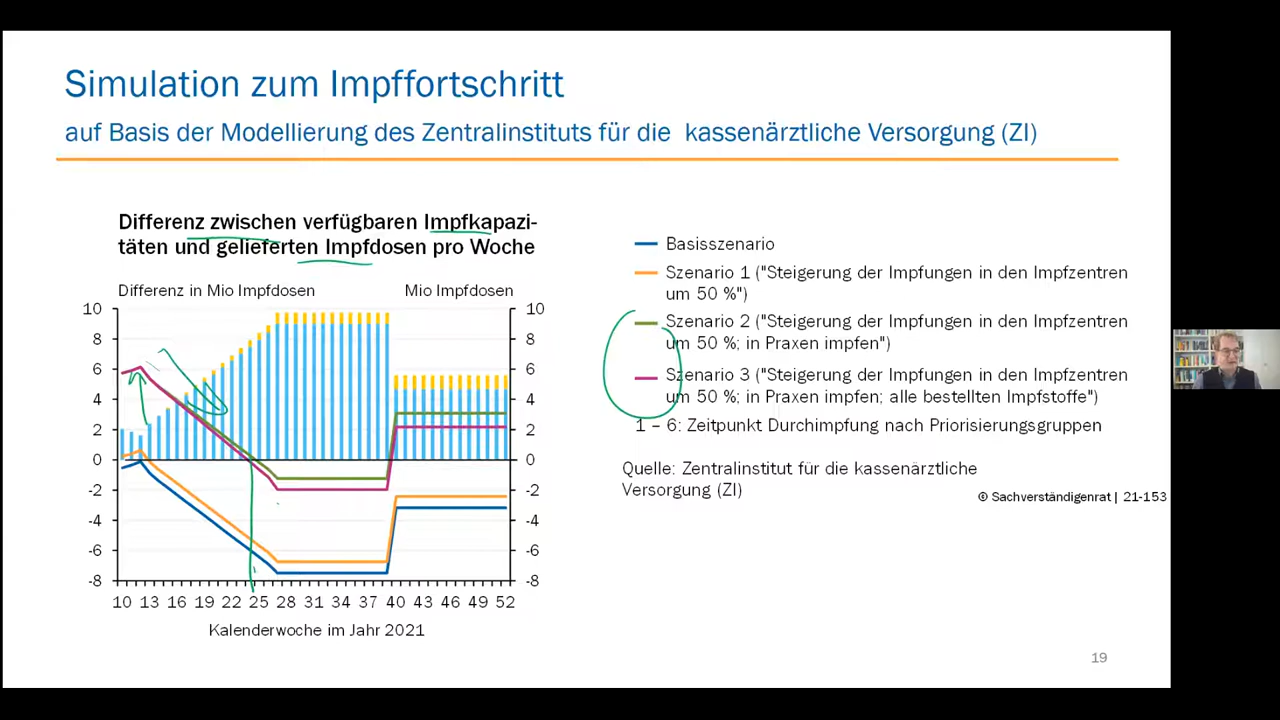 Simulation zum Impffortschritt
auf Basis der Modellierung des Zentralinstituts für die kassenärztliche Versorgung (ZI)
Differenz zwischen verfügbaren Impfkapazi-
täten und gelieferten Impfdosen pro Woche
Differenz in Mio Impfdosen
Mio Impfdosen
10 10
8 8
6 6
4 4
2 2
0 0
-2 -2
-4 -4
-6 -6
-8 -8
10 13 16 19 22 25 28 31 34 37 40 43 46 49 52
Kalenderwoche im Jahr 2021
Basisszenario
Szenario 1 ("Steigerung der Impfungen in den Impfzentren
um 50 %")
Szenario 2 ("Steigerung der Impfungen in den Impfzentren
um 50 %; in Praxen impfen")
Szenario 3 ("Steigerung der Impfungen in den Impfzentren
um 50 %; in Praxen impfen; alle bestellten Impfstoffe")
1 – 6: Zeitpunkt Durchimpfung nach Priorisierungsgruppen
Quelle: Zentralinstitut für die kassenärztliche
Versorgung (ZI)
© Sachverständigenrat | 21-153
19